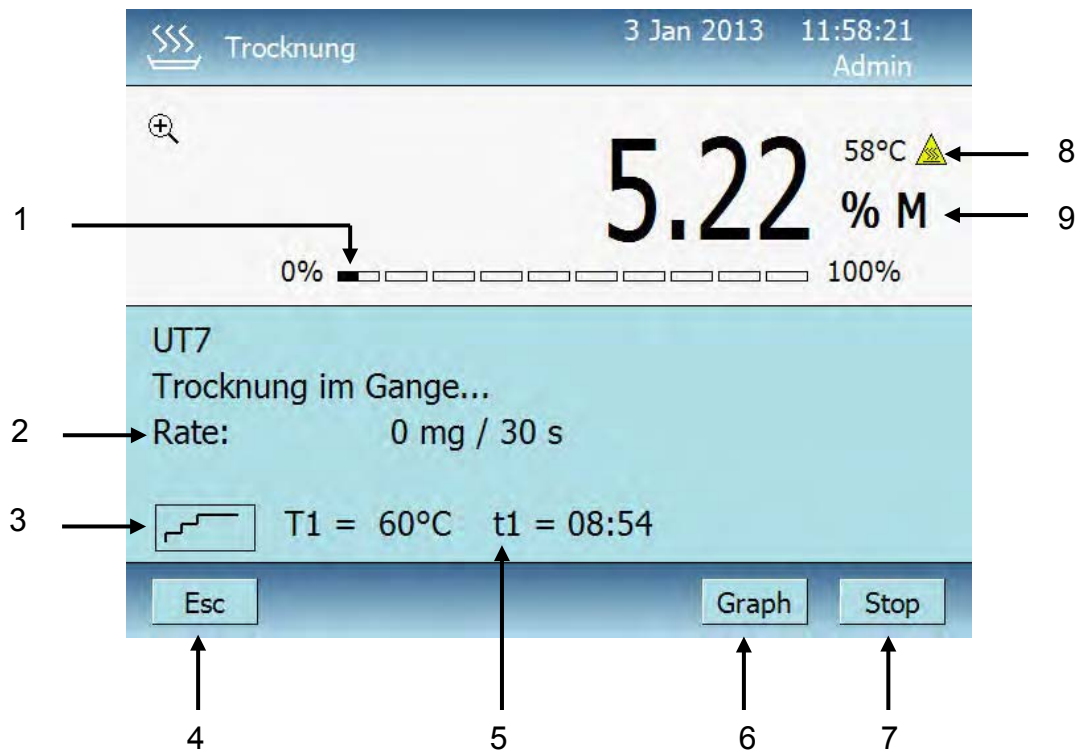 Trocknung 3 Jan 2013 11:58:21
Admin
5.22 58°C 8
% M 9
1
0% 100%
UT7
Trocknung im Gange...
2 Rate: 0 mg / 30 s
3 T1 = 60°C t1 = 08:54
Esc Graph Stop
4 5 6 7